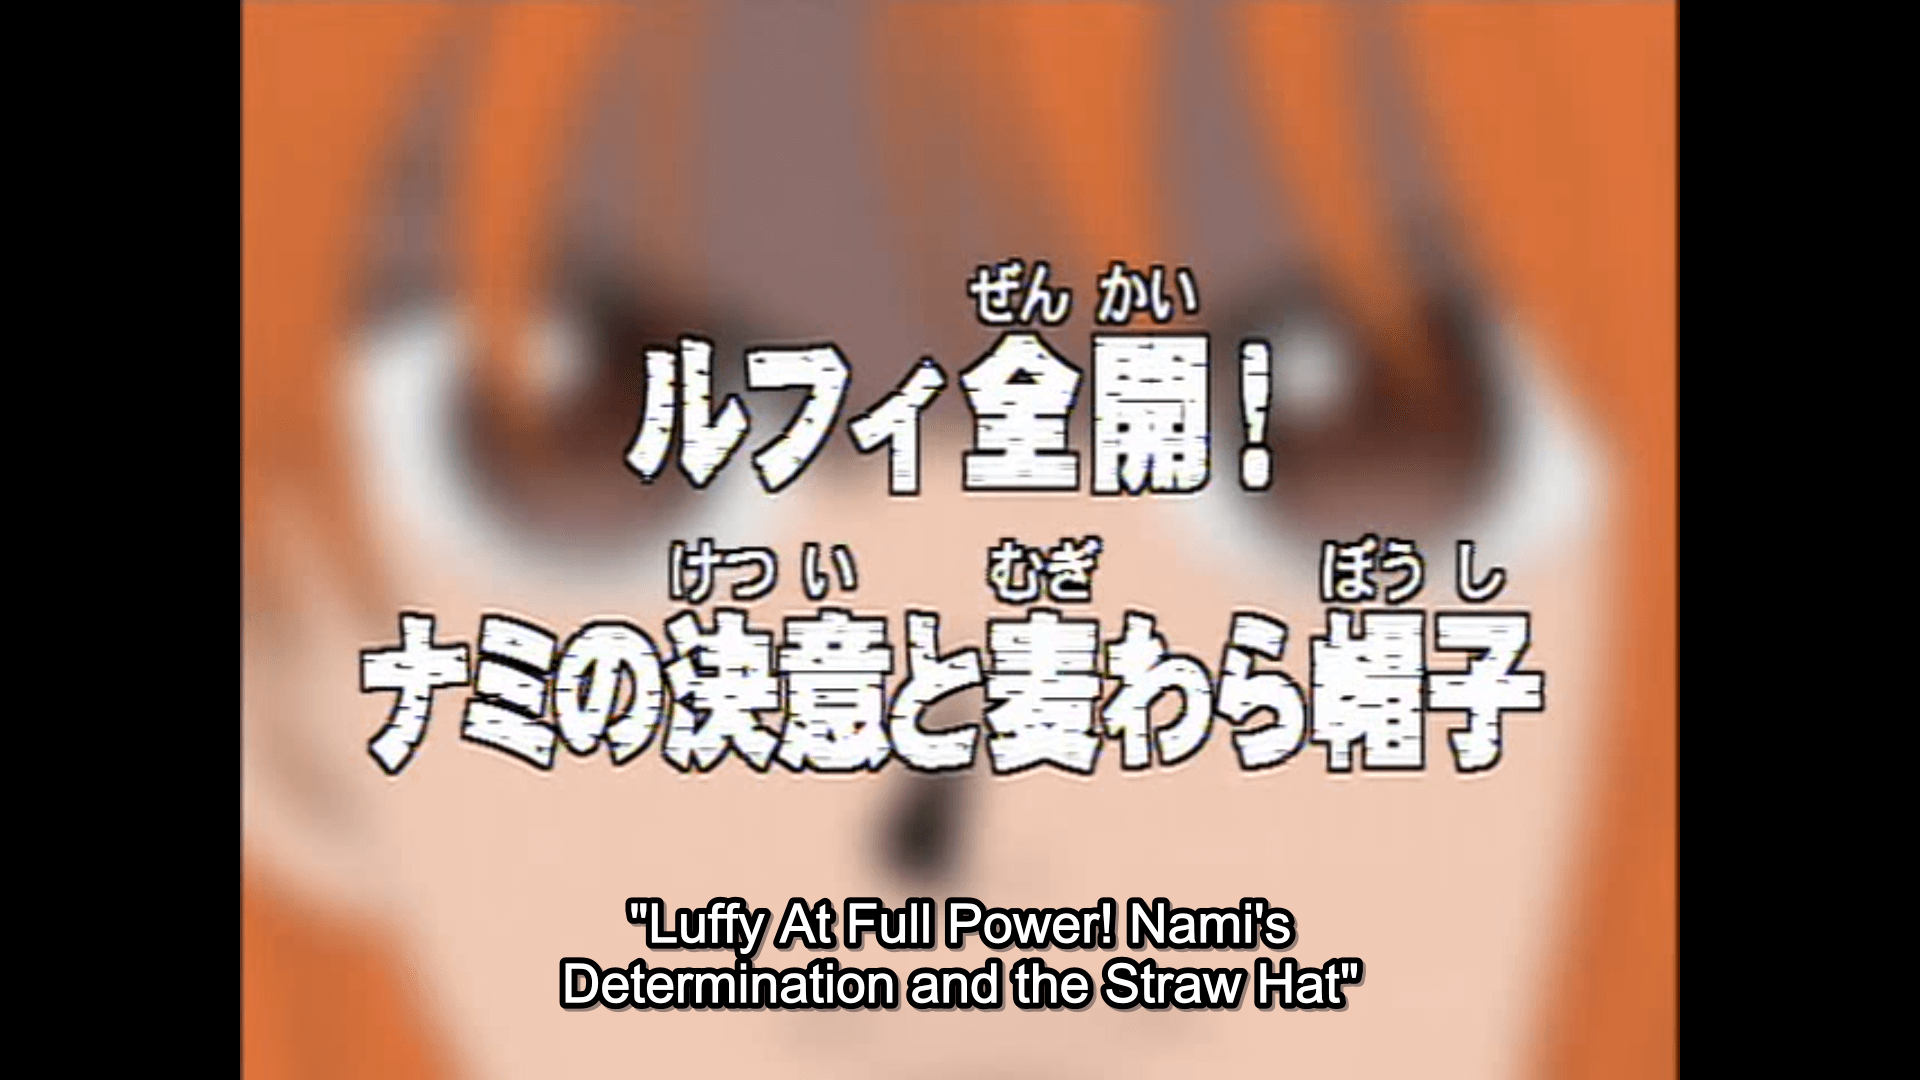 ぜん かい
ルフィ全開!
けつ い むぎ ぼう し
ナミの決意と麦わら帽子
"Luffy At Full Power! Nami's
Determination and the Straw Hat"